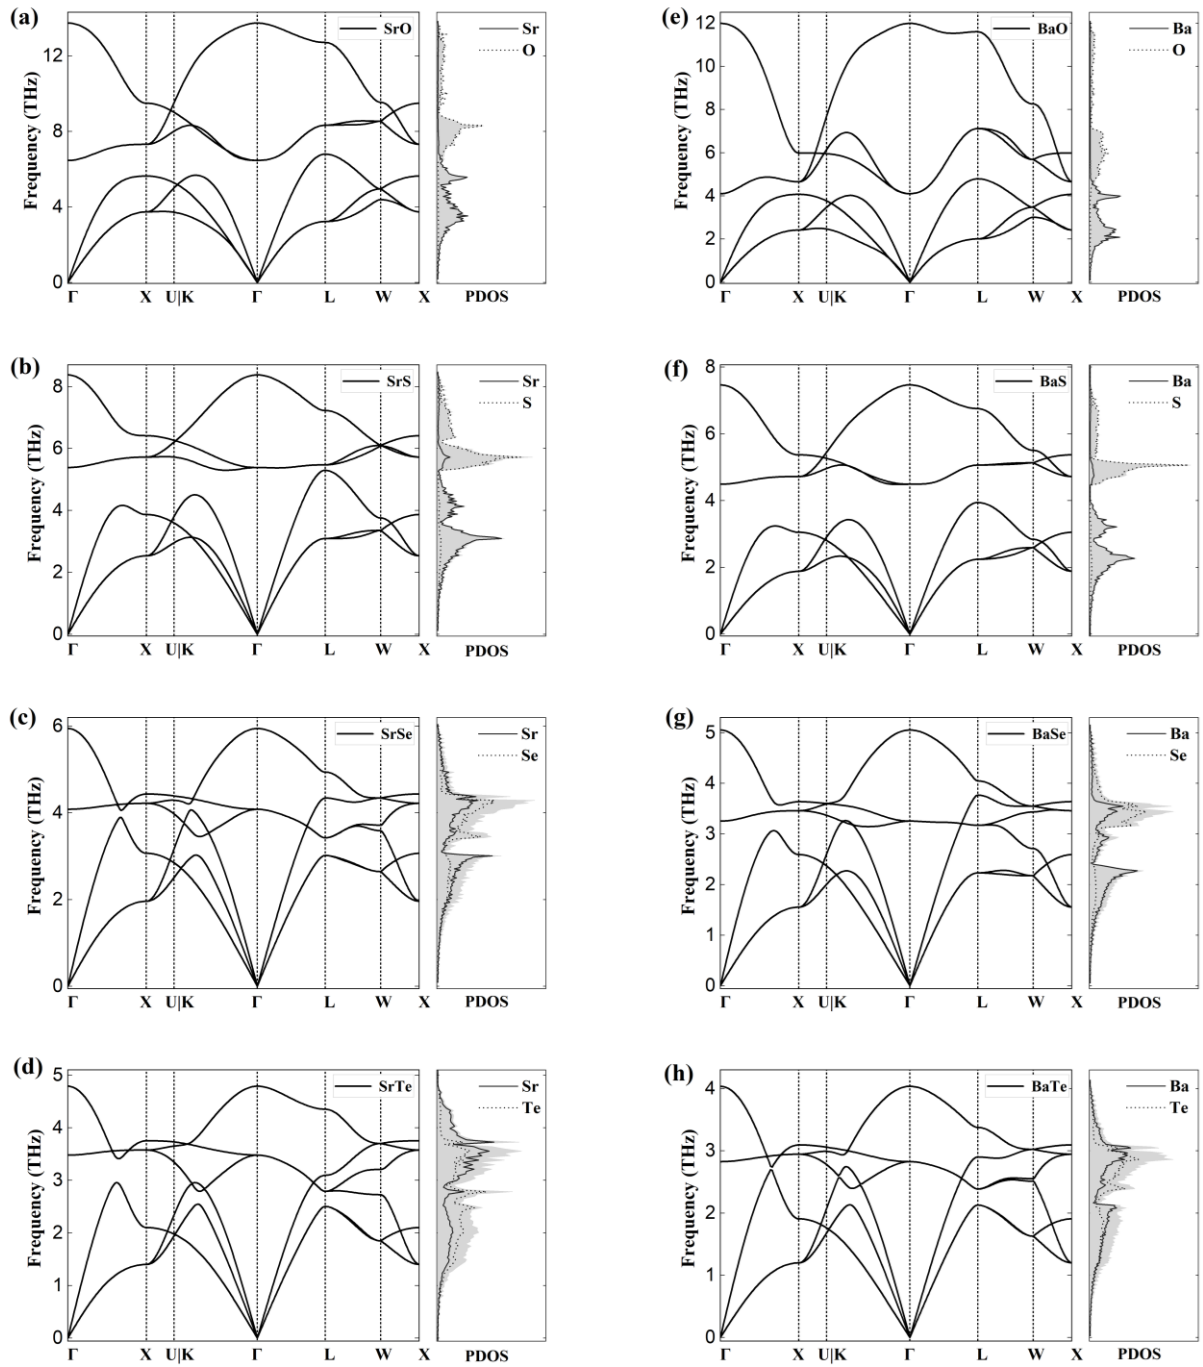 (a)
SrO
Sr
O
Frequency (THz)
12
8
4
0
Γ X U|K Γ L W X
PDOS
(e)
BaO
Ba
O
Frequency (THz)
12
10
8
6
4
2
0
Γ X U|K Γ L W X
PDOS
(b)
SrS
Sr
S
Frequency (THz)
8
6
4
2
0
Γ X U|K Γ L W X
PDOS
(f)
BaS
Ba
S
Frequency (THz)
8
6
4
2
0
Γ X U|K Γ L W X
PDOS
(c)
SrSe
Sr
Se
Frequency (THz)
6
4
2
0
Γ X U|K Γ L W X
PDOS
(g)
BaSe
Ba
Se
Frequency (THz)
5
4
3
2
1
0
Γ X U|K Γ L W X
PDOS
(d)
SrTe
Sr
Te
Frequency (THz)
5
4
3
2
1
0
Γ X U|K Γ L W X
PDOS
(h)
BaTe
Ba
Te
Frequency (THz)
4
3
2
1
0
Γ X U|K Γ L W X
PDOS